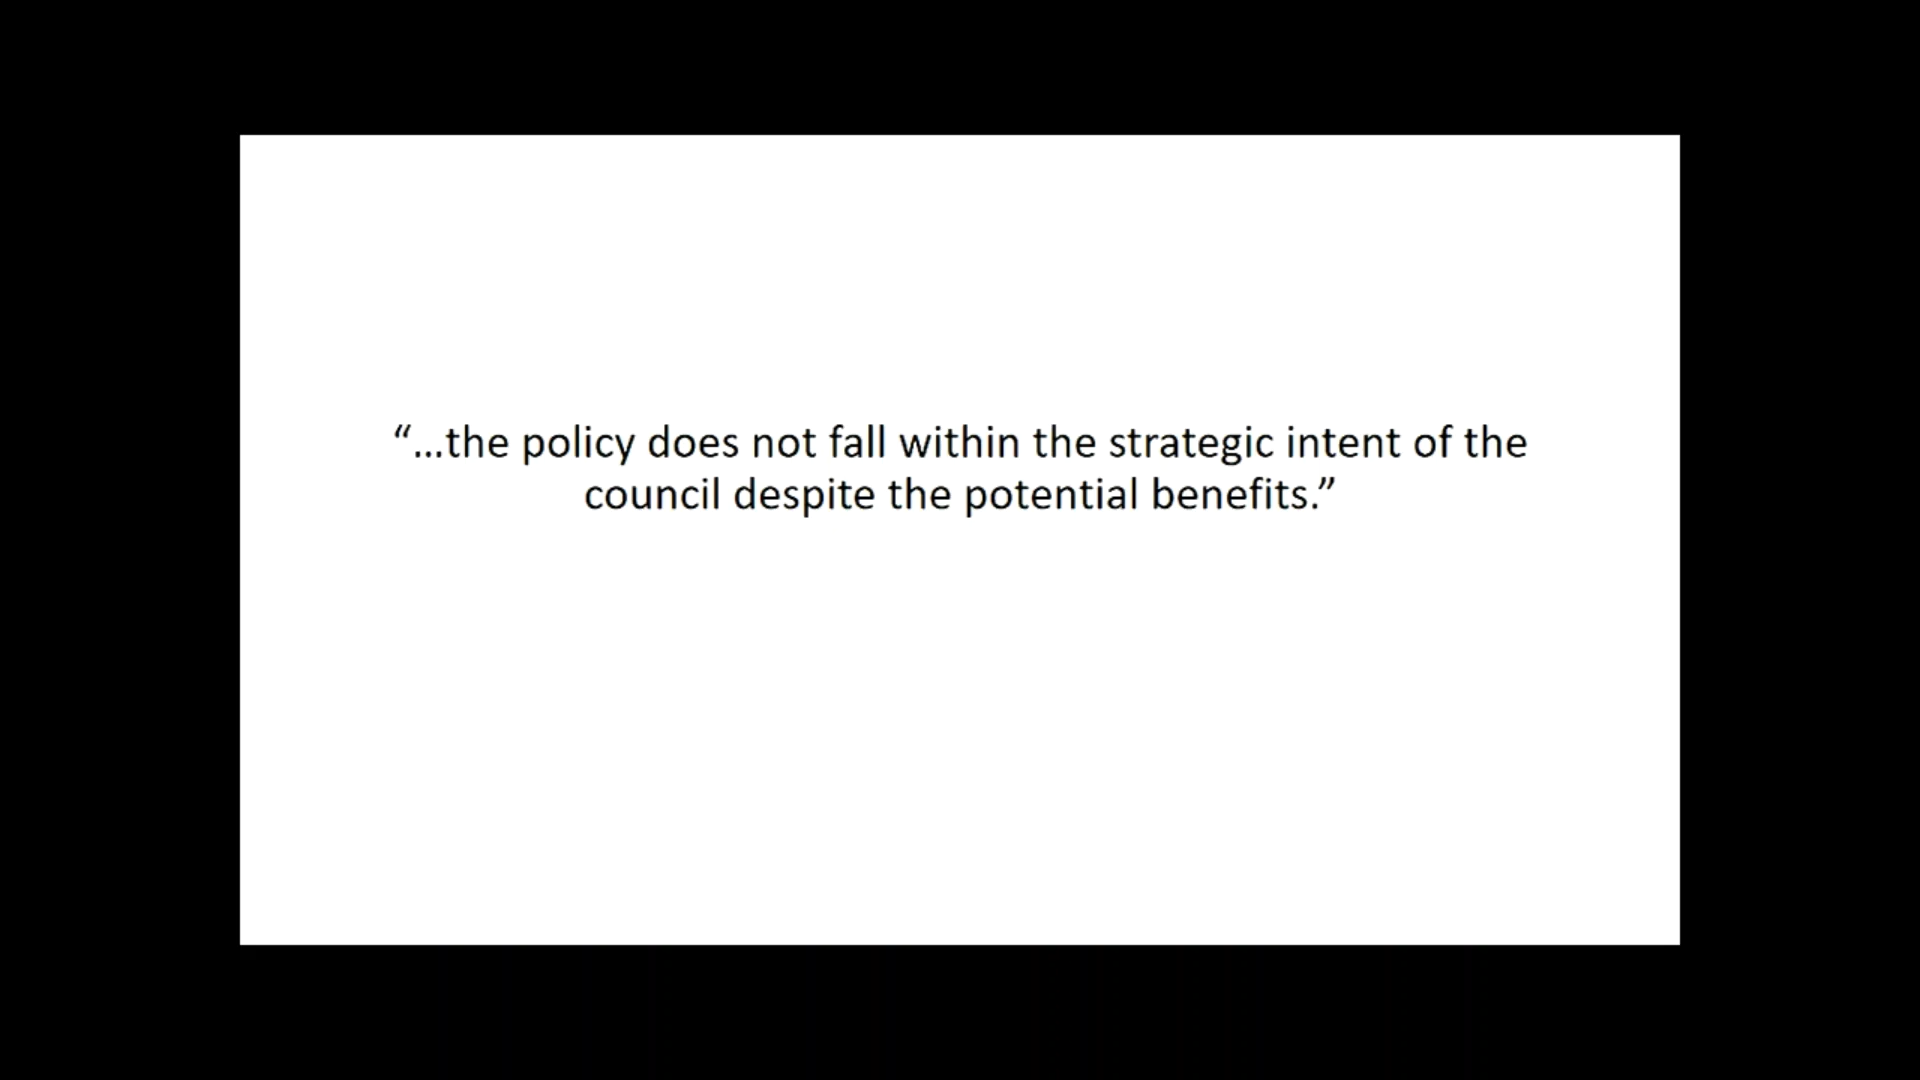 “...the policy does not fall within the strategic intent of the
council despite the potential benefits.”